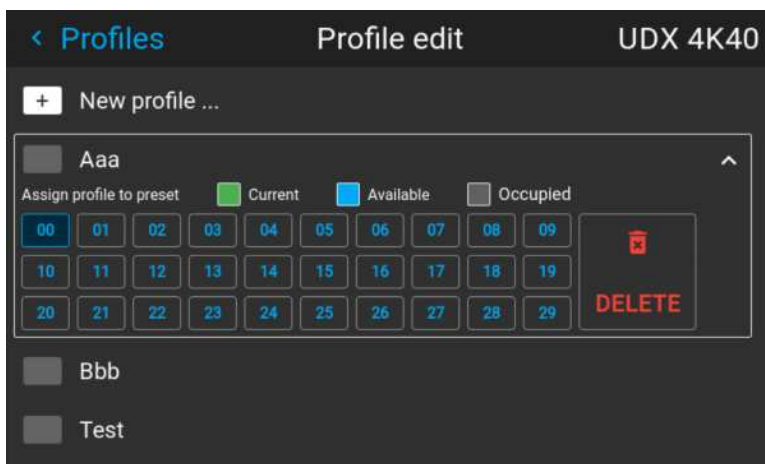 < Profiles Profile edit UDX 4K40
+ New profile ...
Aaa
Assign profile to preset Current Available Occupied
00 01 02 03 04 05 06 07 08 09
10 11 12 13 14 15 16 17 18 19
20 21 22 23 24 25 26 27 28 29
DELETE
Bbb
Test